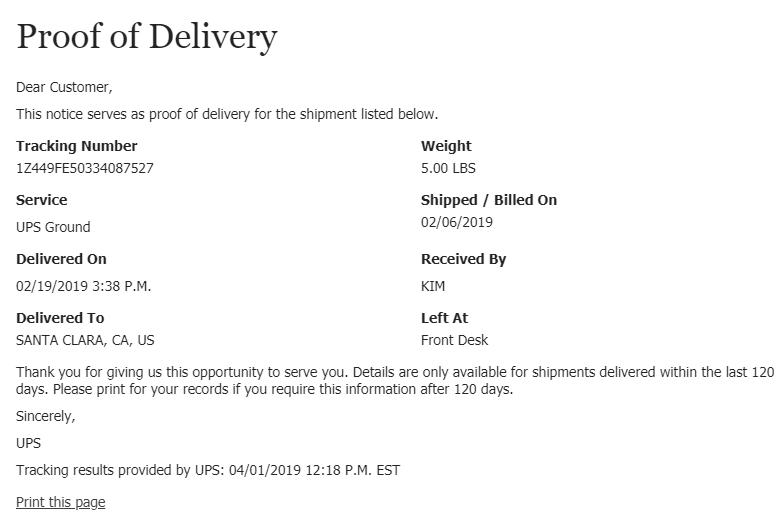 Proof of Delivery
Dear Customer,
This notice serves as proof of delivery for the shipment listed below.
Tracking Number
1Z449FE50334087527
Weight
5.00 LBS
Service
UPS Ground
Shipped / Billed On
02/06/2019
Delivered On
02/19/2019 3:38 P.M.
Received By
KIM
Delivered To
SANTA CLARA, CA, US
Left At
Front Desk
Thank you for giving us this opportunity to serve you. Details are only available for shipments delivered within the last 120
days. Please print for your records if you require this information after 120 days.
Sincerely,
UPS
Tracking results provided by UPS: 04/01/2019 12:18 P.M. EST
Print this page